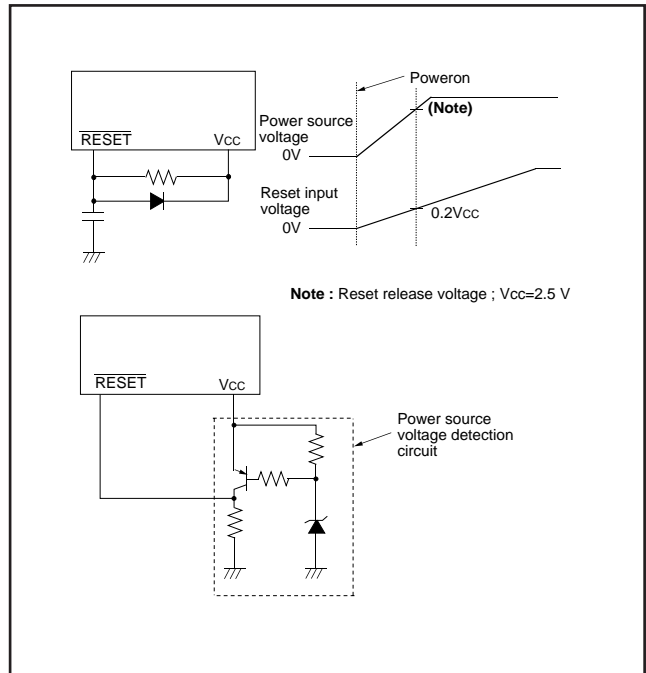 Poweron
(Note)
Power source
voltage
0V
RESET
VCC
Reset input
voltage
0V
0.2VCC
Note : Reset release voltage ; Vcc=2.5 V
RESET
VCC
Power source
voltage detection
circuit